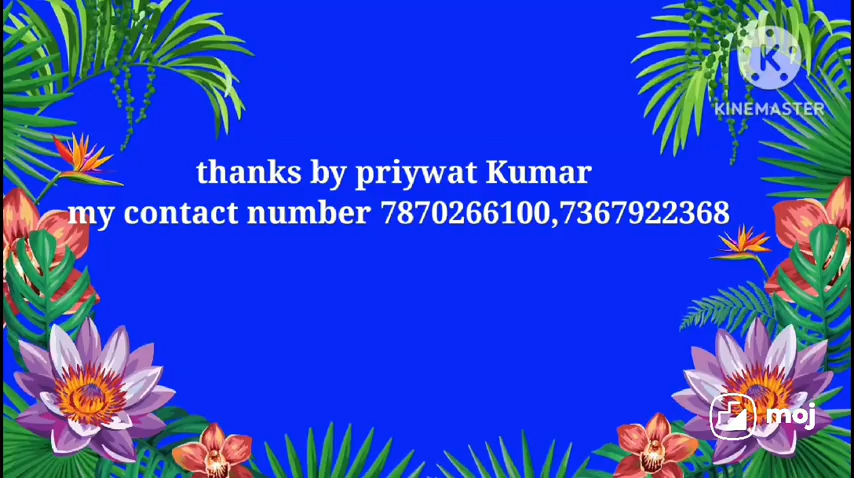 K
KINEMASTER
thanks by priywat Kumar
my contact number 7870266100,7367922368
moj